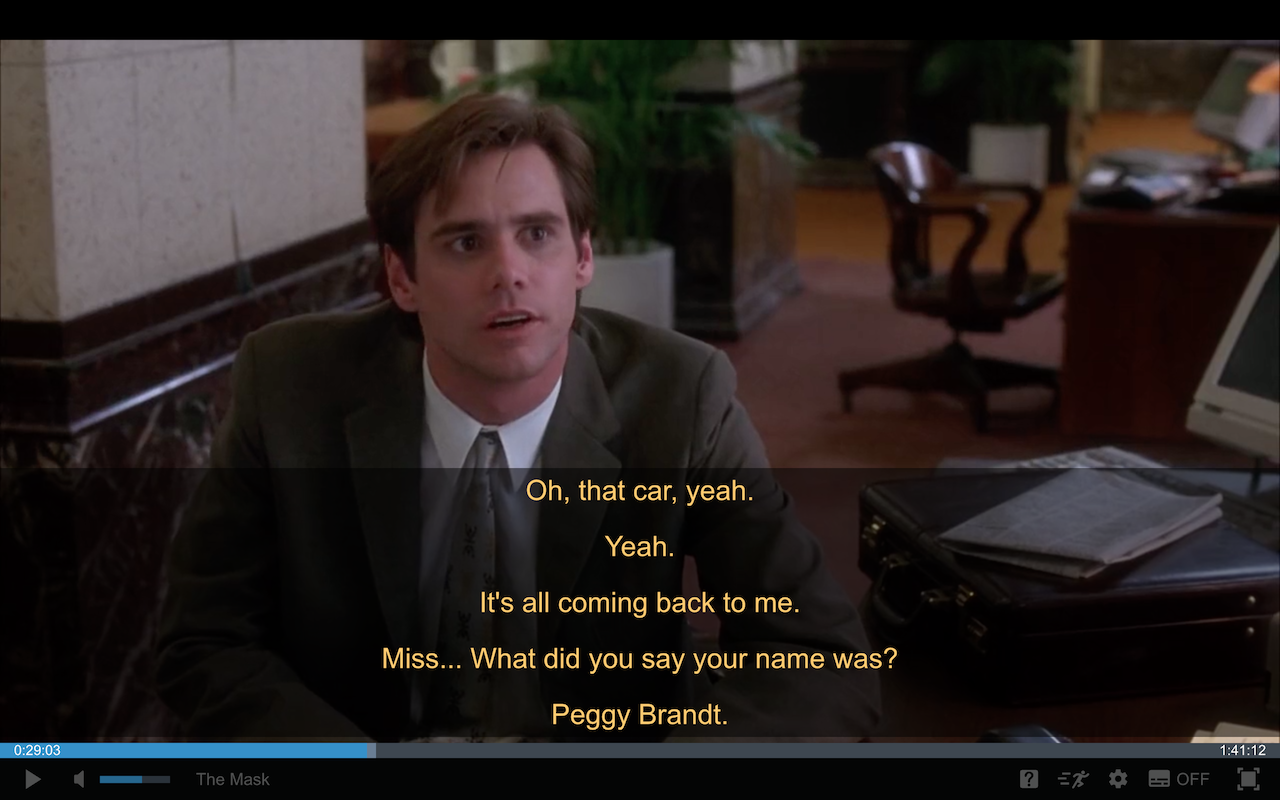 Oh, that car, yeah.
Yeah.
It's all coming back to me.
Miss... What did you say your name was?
Peggy Brandt.
0:29:03
1:41:12
The Mask
?
OFF